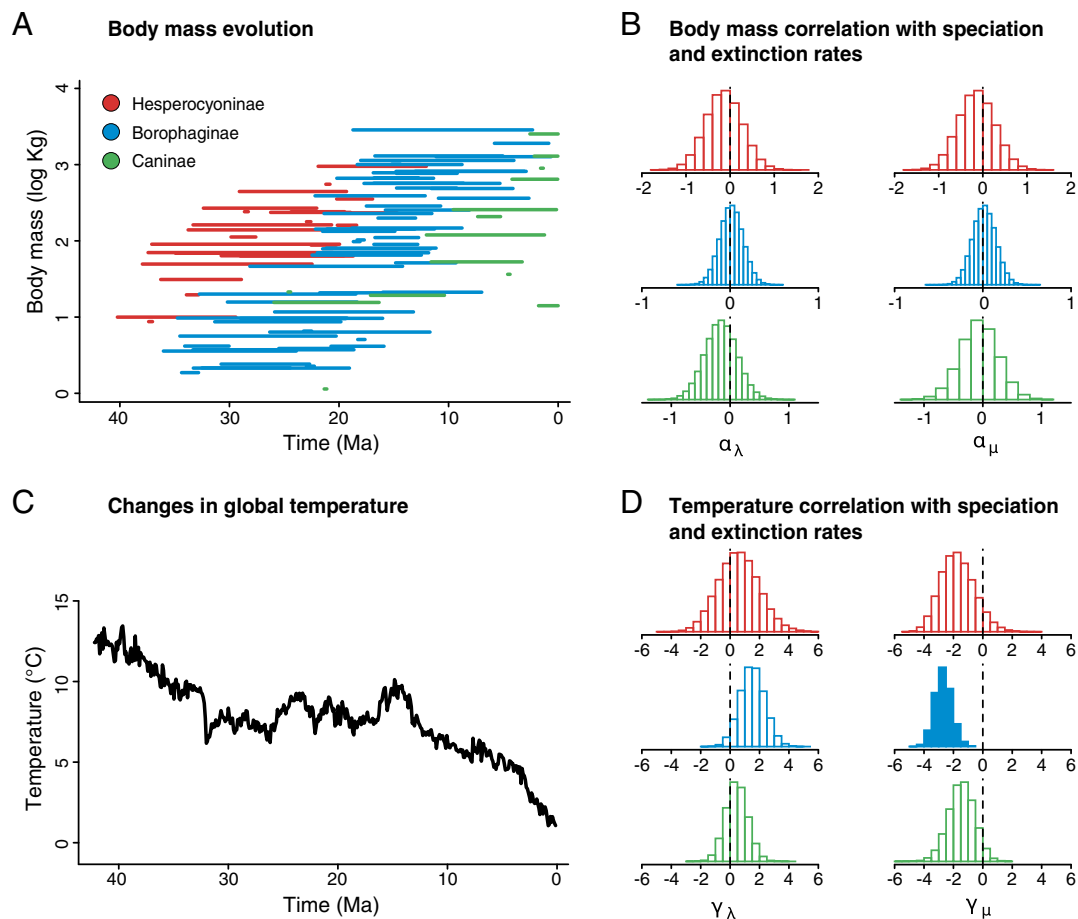 A Body mass evolution
Body mass (log Kg)
4
3
2
1
0
Hesperocyoninae
Borophaginae
Caninae
40 30 20 10 0
Time (Ma)
B Body mass correlation with speciation
and extinction rates
-2 -1 0 1 2 -2 -1 0 1 2
-1 0 1 -1 0 1
-1 0 1 -1 0 1
αλ αμ
C Changes in global temperature
Temperature (°C)
15
10
5
0
40 30 20 10 0
Time (Ma)
D Temperature correlation with speciation
and extinction rates
-6 -4 -2 0 2 4 6 -6 -4 -2 0 2 4 6
-6 -4 -2 0 2 4 6 -6 -4 -2 0 2 4 6
-6 -4 -2 0 2 4 6 -6 -4 -2 0 2 4 6
γλ γμ